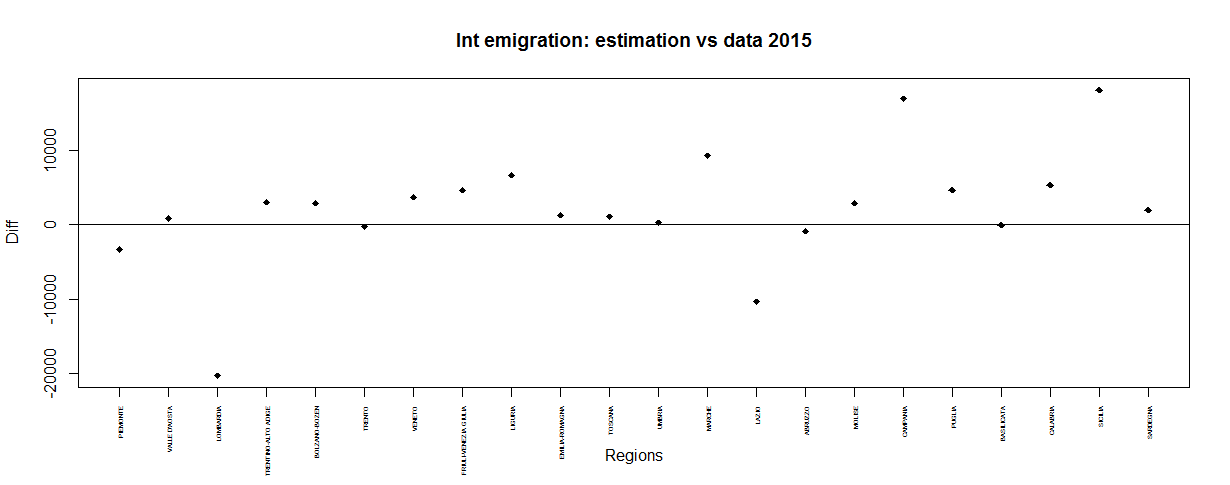 Int emigration: estimation vs data 2015
Diff
10000
0
-10000
-20000
PIEMONTE
VALLE D'AOSTA
LOMBARDIA
TRENTINO-ALTO ADIGE
BOLZANO-BOZEN
TRENTO
VENETO
FRIULI-VENEZIA GIULIA
LIGURIA
EMILIA-ROMAGNA
TOSCANA
UMBRIA
MARCHE
LAZIO
ABRUZZO
MOLISE
CAMPANIA
PUGLIA
BASILICATA
CALABRIA
SICILIA
SARDEGNA
Regions